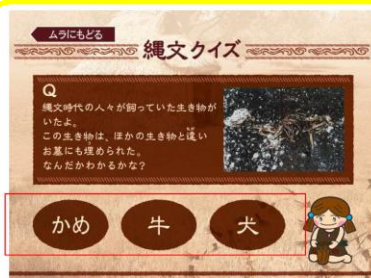 ムラにもどる
縄文クイズ
Q
縄文時代の人々が飼っていた生き物が
いたよ。
この生き物は、ほかの生き物と違い
お墓にも埋められた。
なんだかわかるかな?
かめ
牛
犬